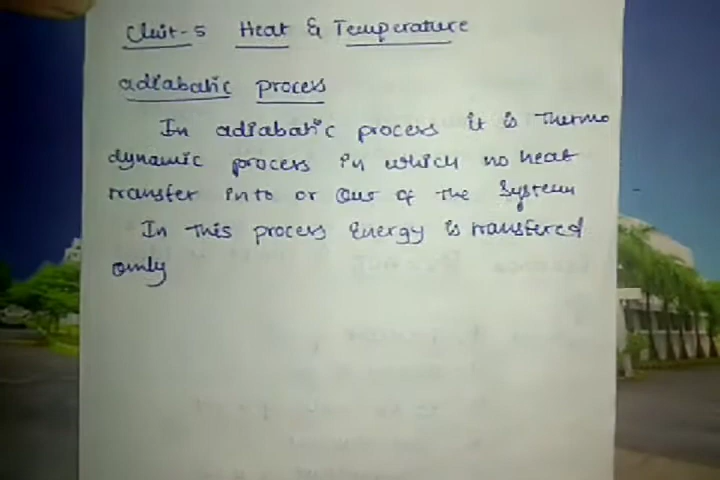 Unit-5 Heat & Temperature
adiabatic process
In adiabatic process it is Thermo
dynamic process in which no heat
transfer into or Out of the System
In this process Energy is transfered
only